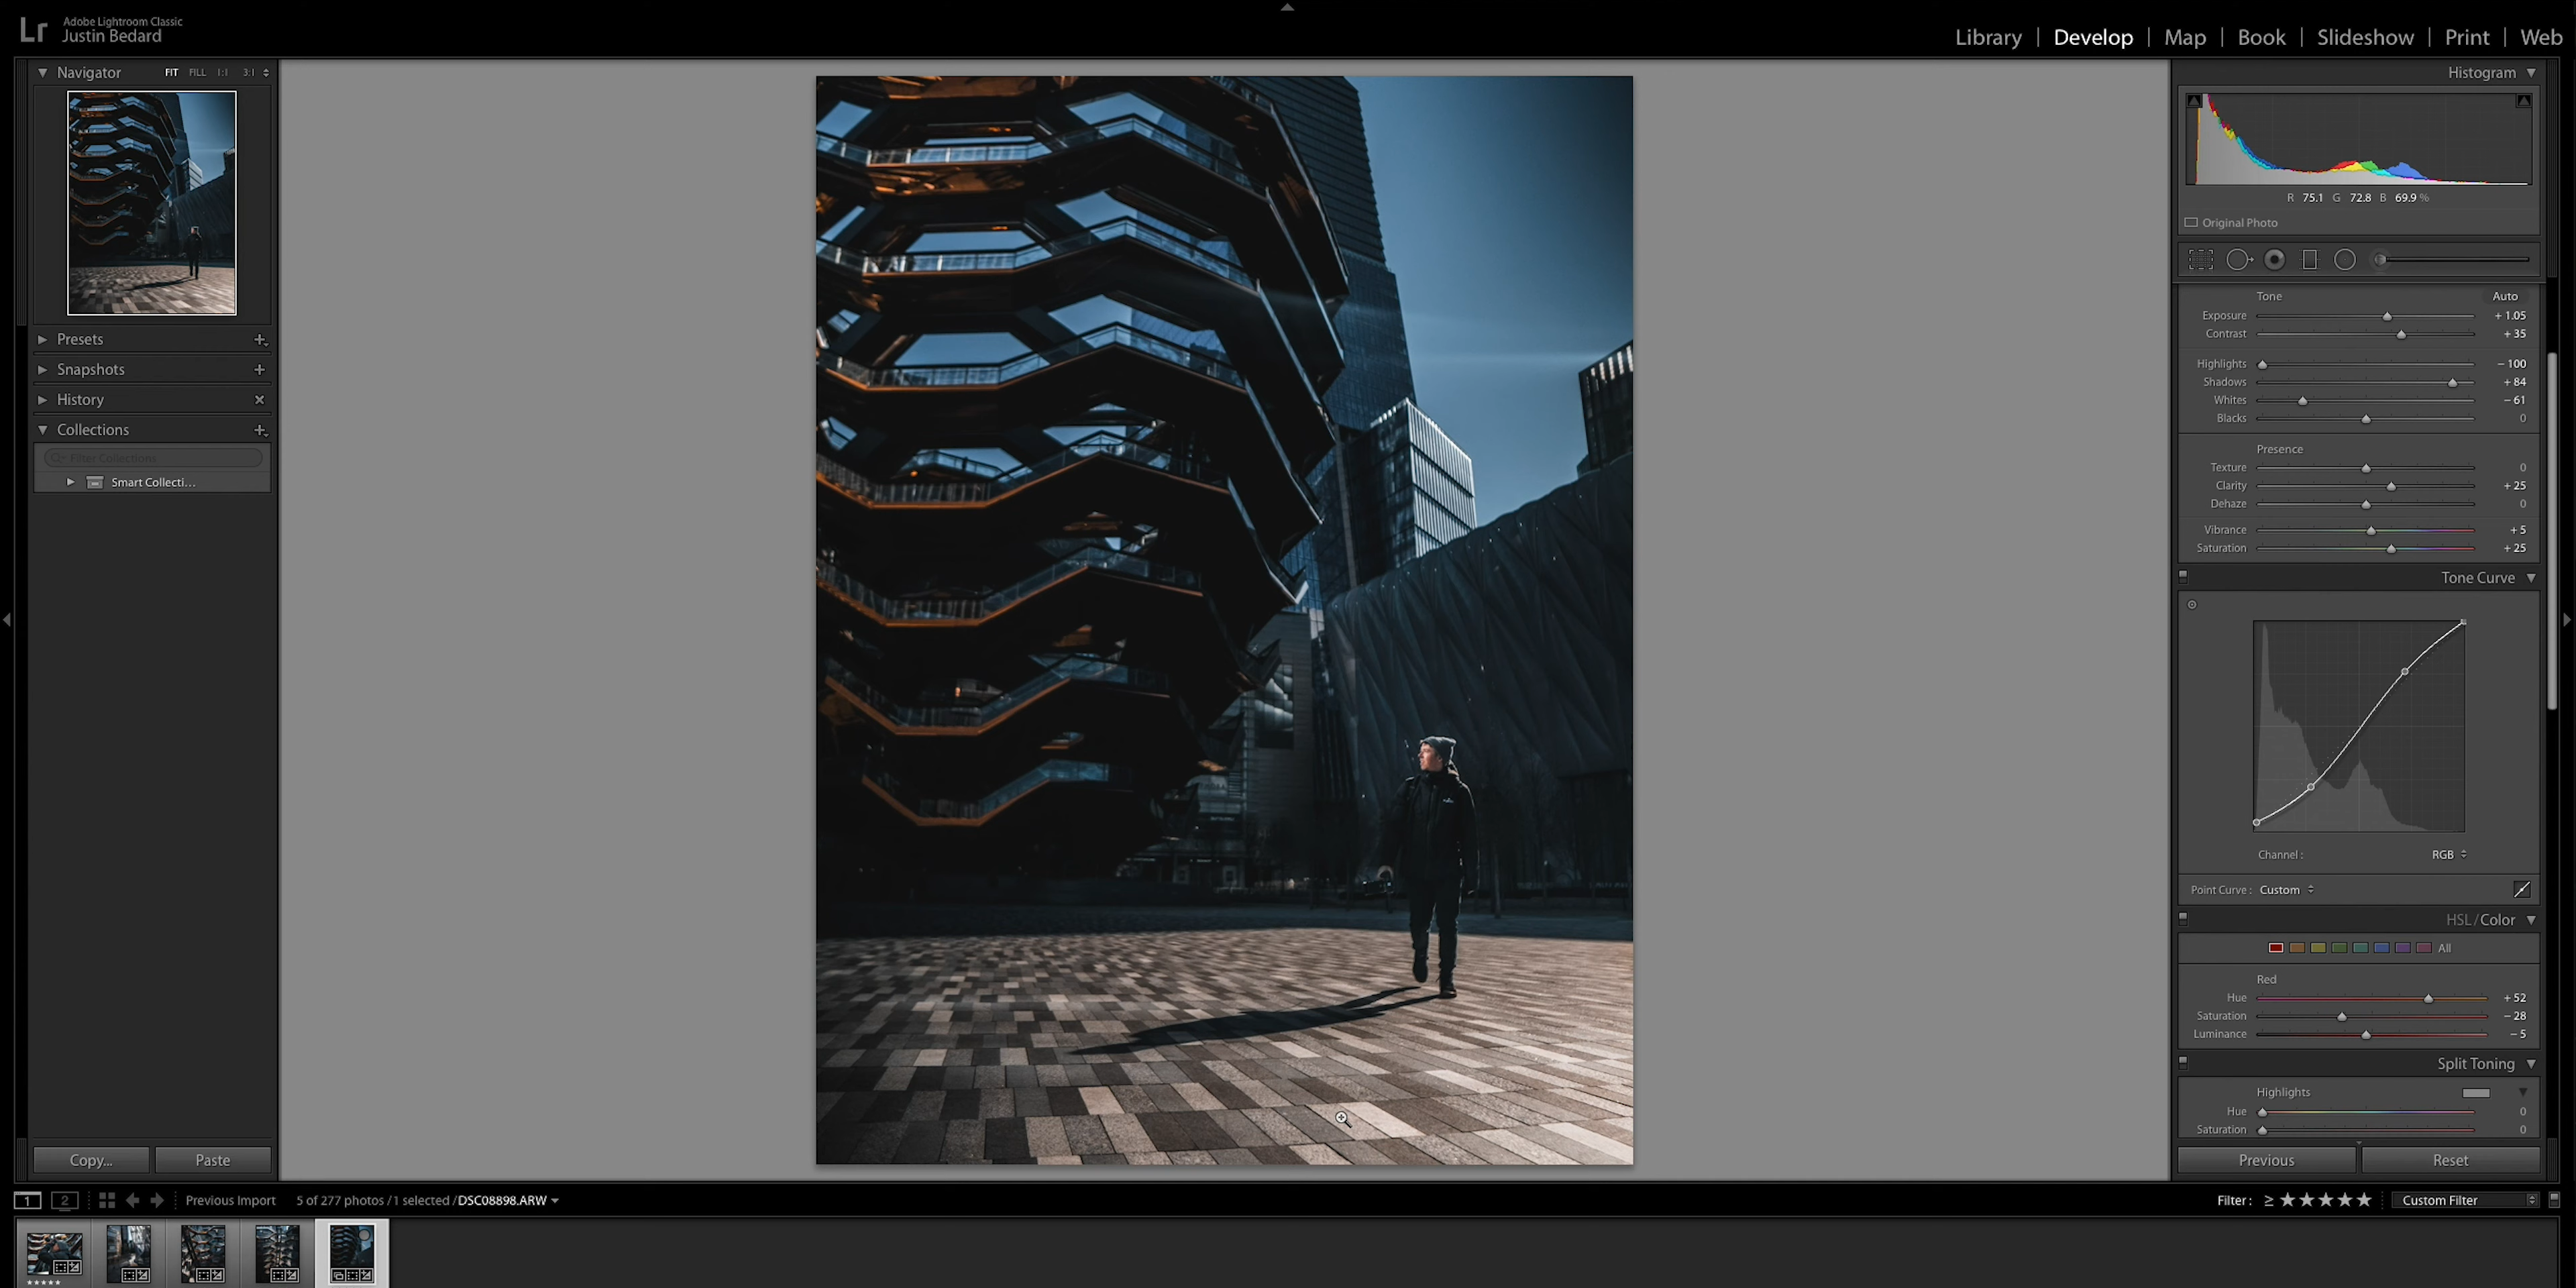 Lr
Adobe Lightroom Classic
Justin Bedard
Library | Develop | Map | Book | Slideshow | Print | Web
Navigator FIT FILL 1:1 3:1
Presets
Snapshots
History
Collections
Filter Collections
Smart Collecti...
Copy... Paste
Histogram
R 75.1 G 72.8 B 69.9 %
Original Photo
Tone Auto
Exposure + 1.05
Contrast + 35
Highlights − 100
Shadows + 84
Whites − 61
Blacks 0
Presence
Texture 0
Clarity + 25
Dehaze 0
Vibrance + 5
Saturation + 25
Tone Curve
Channel : RGB
Point Curve : Custom
HSL / Color
All
Red
Hue + 52
Saturation − 28
Luminance − 5
Split Toning
Highlights
Hue 0
Saturation 0
Previous Reset
1 2 Previous Import 5 of 277 photos / 1 selected / DSC08898.ARW
Filter : ≥ ★★★★★ Custom Filter
★★★★★